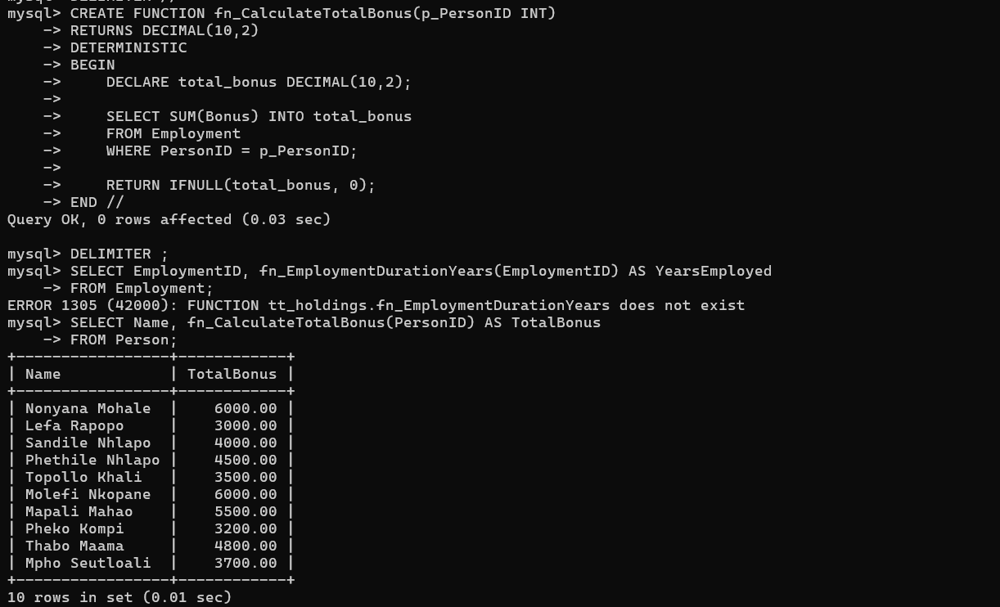 mysql> CREATE FUNCTION fn_CalculateTotalBonus(p_PersonID INT)
    -> RETURNS DECIMAL(10,2)
    -> DETERMINISTIC
    -> BEGIN
    ->     DECLARE total_bonus DECIMAL(10,2);
    ->
    ->     SELECT SUM(Bonus) INTO total_bonus
    ->     FROM Employment
    ->     WHERE PersonID = p_PersonID;
    ->
    ->     RETURN IFNULL(total_bonus, 0);
    -> END //
Query OK, 0 rows affected (0.03 sec)

mysql> DELIMITER ;
mysql> SELECT EmploymentID, fn_EmploymentDurationYears(EmploymentID) AS YearsEmployed
    -> FROM Employment;
ERROR 1305 (42000): FUNCTION tt_holdings.fn_EmploymentDurationYears does not exist
mysql> SELECT Name, fn_CalculateTotalBonus(PersonID) AS TotalBonus
    -> FROM Person;
+-----------------+------------+
| Name            | TotalBonus |
+-----------------+------------+
| Nonyana Mohale  |    6000.00 |
| Lefa Rapopo     |    3000.00 |
| Sandile Nhlapo  |    4000.00 |
| Phethile Nhlapo |    4500.00 |
| Topollo Khali   |    3500.00 |
| Molefi Nkopane  |    6000.00 |
| Mapali Mahao    |    5500.00 |
| Pheko Kompi     |    3200.00 |
| Thabo Maama     |    4800.00 |
| Mpho Seutloali  |    3700.00 |
+-----------------+------------+
10 rows in set (0.01 sec)